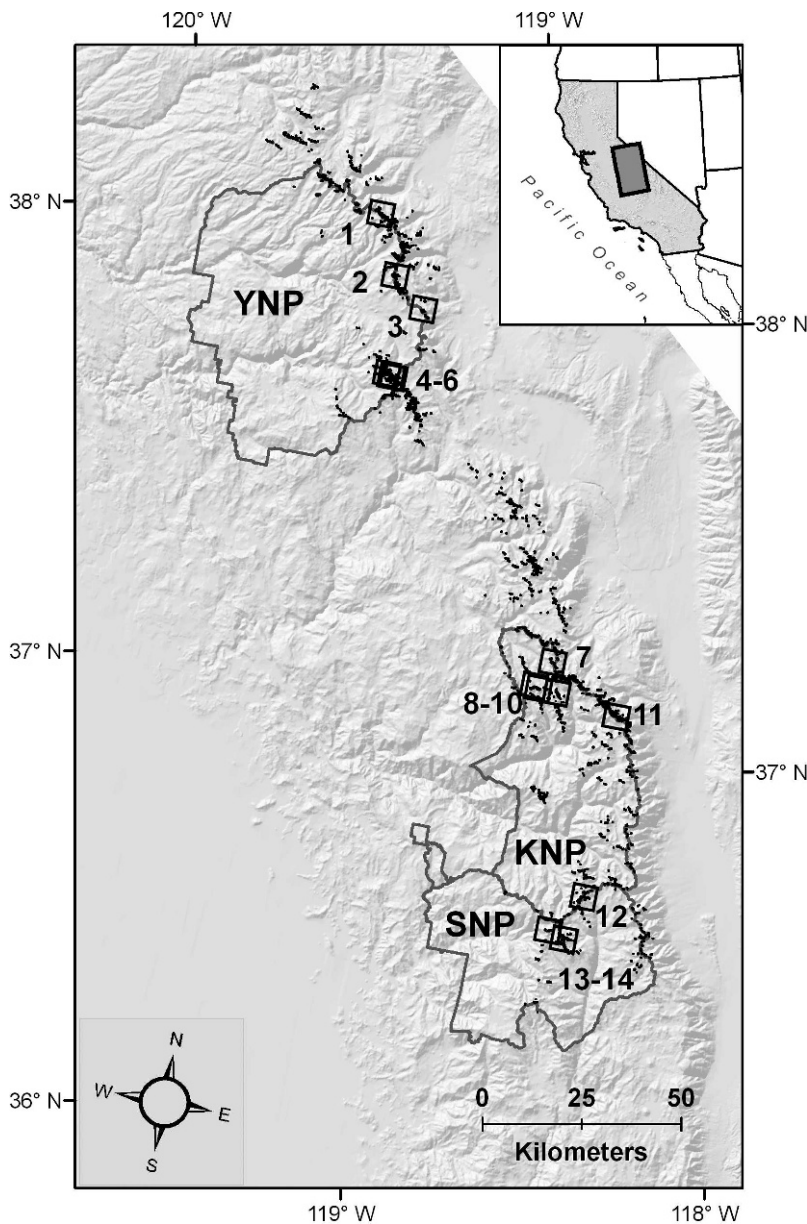 120° W
119° W
38° N
Pacific Ocean
1
2
YNP
3
38° N
4-6
37° N
7
8-10
11
37° N
KNP
SNP
12
13-14
N
W
E
S
36° N
0 25 50
Kilometers
119° W
118° W